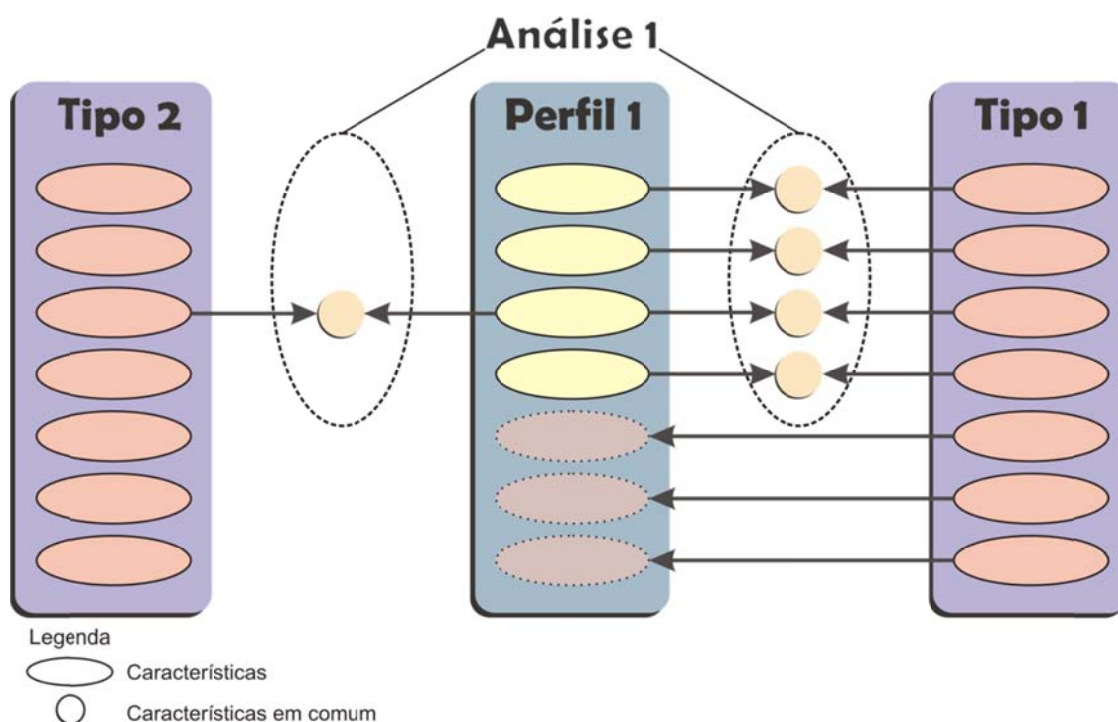 Análise 1
Tipo 2
Perfil 1
Tipo 1
Legenda
Características
Características em comum